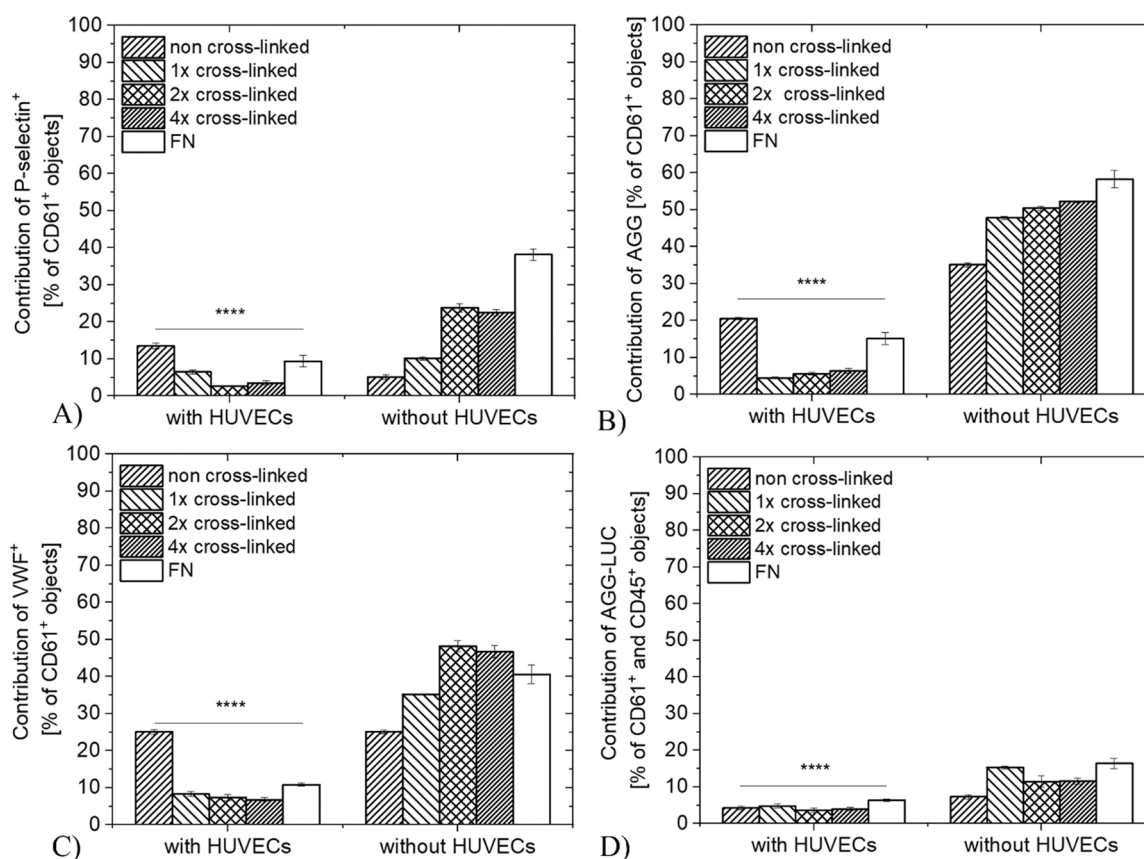 100
90
80
70
60
50
40
30
20
10
0
Contribution of P-selectin⁺
[% of CD61⁺ objects]
non cross-linked
1x cross-linked
2x cross-linked
4x cross-linked
FN
****
with HUVECs
without HUVECs
A)
100
90
80
70
60
50
40
30
20
10
0
Contribution of AGG [% of CD61⁺ objects]
non cross-linked
1x cross-linked
2x cross-linked
4x cross-linked
FN
****
with HUVECs
without HUVECs
B)
100
90
80
70
60
50
40
30
20
10
0
Contribution of VWF⁺
[% of CD61⁺ objects]
non cross-linked
1x cross-linked
2x cross-linked
4x cross-linked
FN
****
with HUVECs
without HUVECs
C)
100
90
80
70
60
50
40
30
20
10
0
Contribution of AGG-LUC
[% of CD61⁺ and CD45⁺ objects]
non cross-linked
1x cross-linked
2x cross-linked
4x cross-linked
FN
****
with HUVECs
without HUVECs
D)